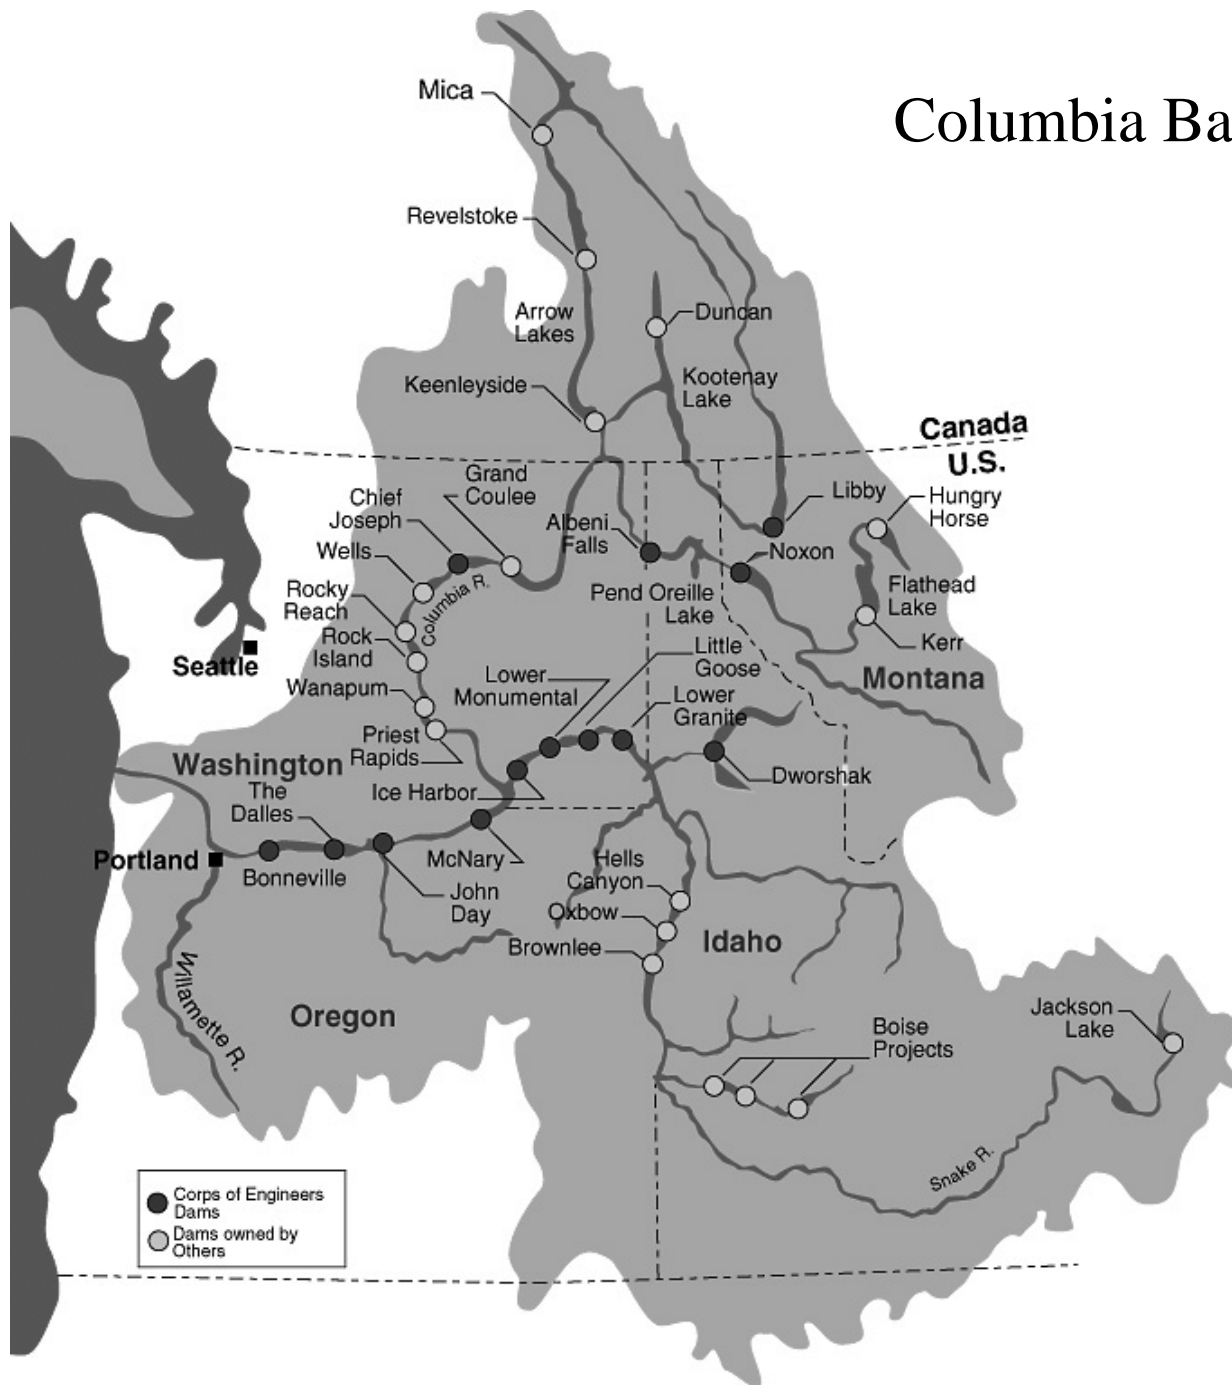 Columbia Ba
Mica
Revelstoke
Arrow
Lakes
Duncan
Keenleyside
Kootenay
Lake
Canada
U.S.
Grand
Coulee
Chief
Joseph
Libby
Hungry
Horse
Albeni
Falls
Wells
Noxon
Columbia R.
Rocky
Reach
Pend Oreille
Lake
Flathead
Lake
Rock
Island
Kerr
Seattle
Little
Goose
Wanapum
Lower
Monumental
Lower
Granite
Montana
Priest
Rapids
Washington
Ice Harbor
Dworshak
The
Dalles
Portland
Bonneville
McNary
John
Day
Hells
Canyon
Oxbow
Brownlee
Idaho
Willamette R.
Oregon
Boise
Projects
Jackson
Lake
Snake R.
Corps of Engineers
Dams
Dams owned by
Others